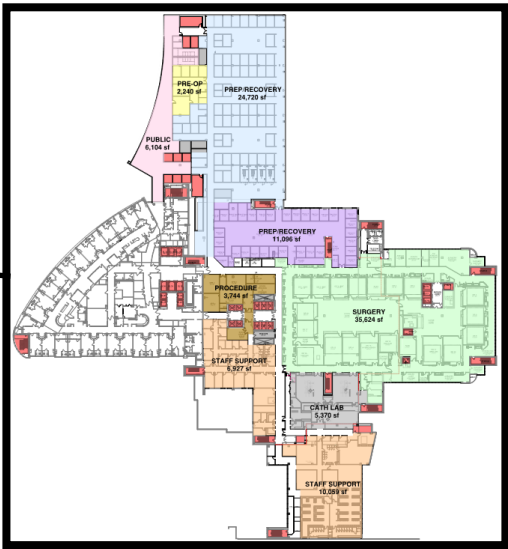 PRE-OP
2,240 sf
PREP/RECOVERY
24,720 sf
PUBLIC
6,104 sf
PREP/RECOVERY
11,096 sf
PROCEDURE
3,744 sf
SURGERY
35,624 sf
STAFF SUPPORT
6,927 sf
CATH LAB
5,370 sf
STAFF SUPPORT
10,059 sf